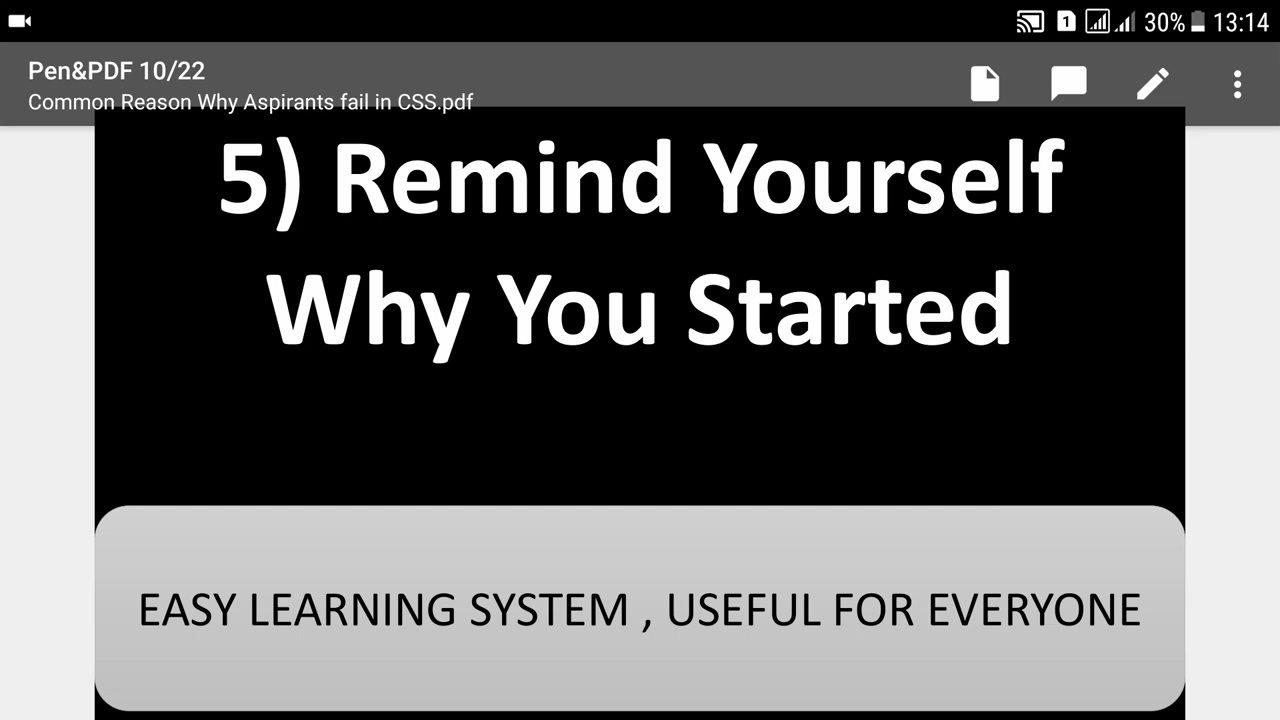 1 30% 13:14
Pen&PDF 10/22
Common Reason Why Aspirants fail in CSS.pdf
5) Remind Yourself
Why You Started
EASY LEARNING SYSTEM , USEFUL FOR EVERYONE